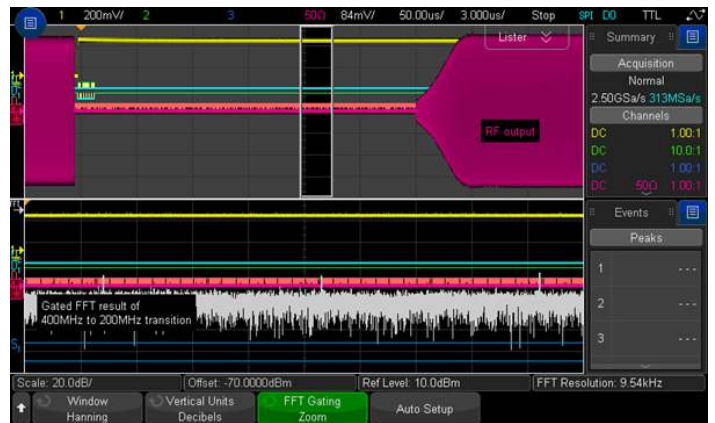 1 200mV/ 2 3 50Ω 84mV/ 50.00us/ 3.000us/ Stop SPI D0 TTL
Lister
Summary
Acquisition
Normal
2.50GSa/s 313MSa/s
Channels
DC 1.00:1
DC 10.0:1
DC 1.00:1
DC 50Ω 1.00:1
RF output
Events
Peaks
1 ---
2 ---
3 ---
Gated FFT result of
400MHz to 200MHz transition
S1
Scale: 20.0dB/ Offset: -70.0000dBm Ref Level: 10.0dBm FFT Resolution: 9.54kHz
Window
Hanning
Vertical Units
Decibels
FFT Gating
Zoom
Auto Setup